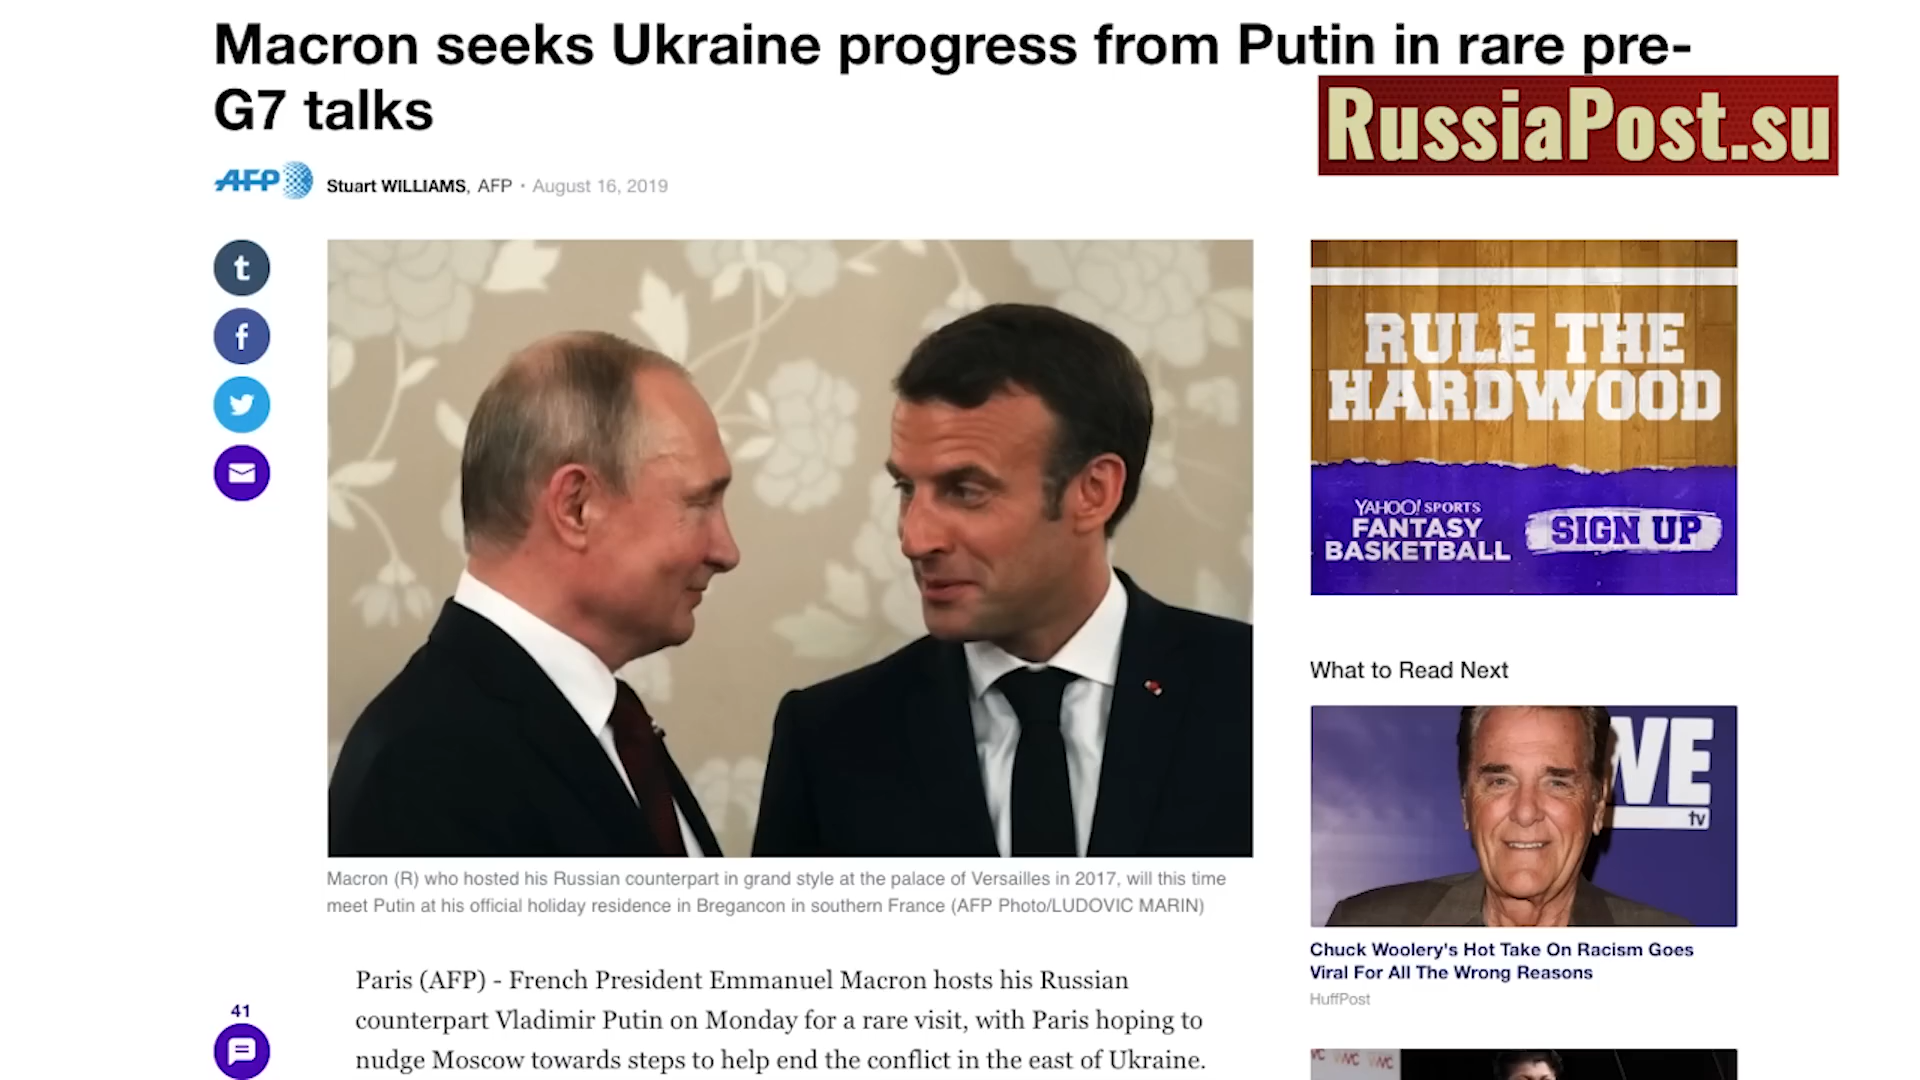 Macron seeks Ukraine progress from Putin in rare pre-
G7 talks
RussiaPost.su
AFP
Stuart WILLIAMS, AFP · August 16, 2019
t
f
RULE THE
HARDWOOD
YAHOO! SPORTS
FANTASY
BASKETBALL
SIGN UP
What to Read Next
WE
tv
Chuck Woolery's Hot Take On Racism Goes
Viral For All The Wrong Reasons
HuffPost
Macron (R) who hosted his Russian counterpart in grand style at the palace of Versailles in 2017, will this time
meet Putin at his official holiday residence in Bregancon in southern France (AFP Photo/LUDOVIC MARIN)
Paris (AFP) - French President Emmanuel Macron hosts his Russian
counterpart Vladimir Putin on Monday for a rare visit, with Paris hoping to
nudge Moscow towards steps to help end the conflict in the east of Ukraine.
41